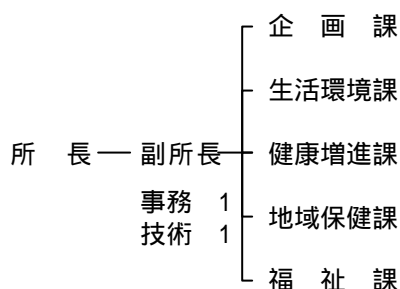 企 画 課
生活環境課
所 長
副所長
健康増進課
事務 1
技術 1
地域保健課
福 祉 課